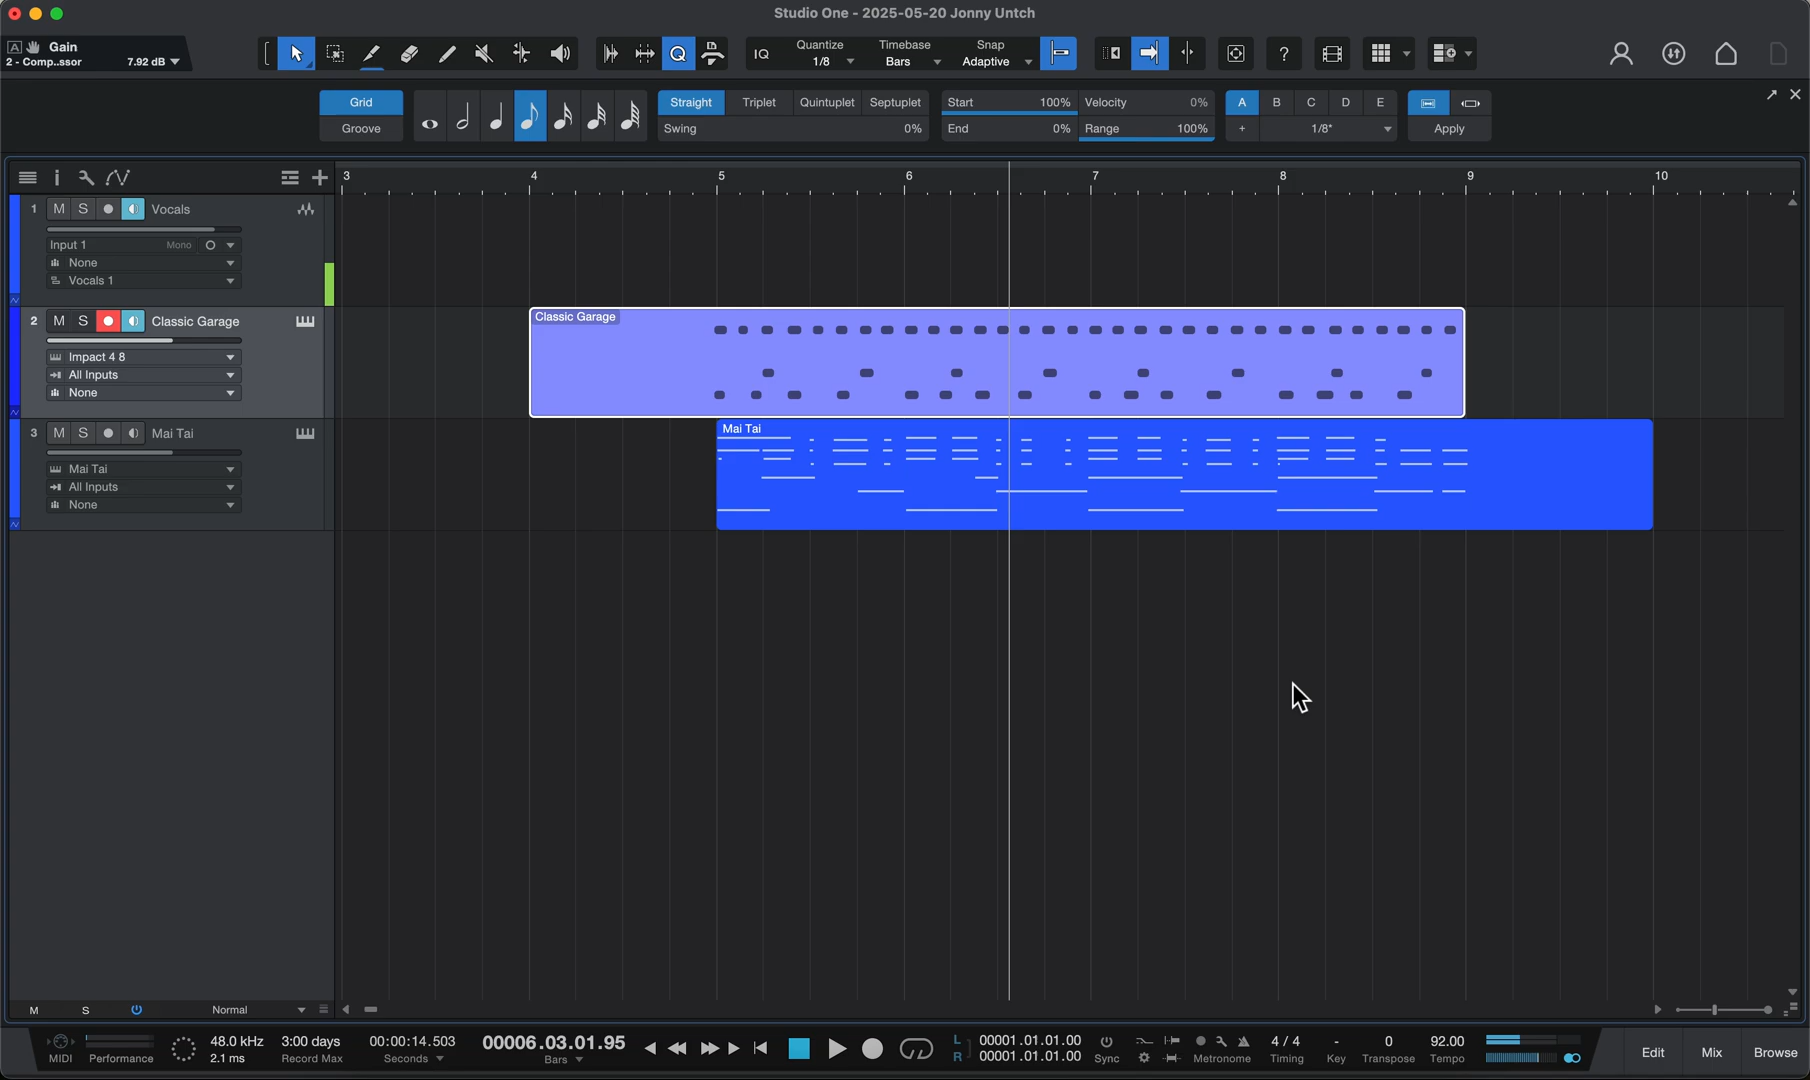 Studio One - 2025-05-20 Jonny Untch
A Gain
2 - Comp..ssor 7.92 dB
IQ Quantize 1/8 Timebase Bars Snap Adaptive ?
Grid Straight Triplet Quintuplet Septuplet Start 100% Velocity 0% A B C D E
Groove Swing 0% End 0% Range 100% + 1/8* Apply
i + 3 4 5 6 7 8 9 10
1 M S Vocals
Input 1 Mono
None
Vocals 1
2 M S Classic Garage
Impact 4 8
All Inputs
None
Classic Garage
3 M S Mai Tai
Mai Tai
All Inputs
None
Mai Tai
M S Normal
MIDI Performance
48.0 kHz 3:00 days 00:00:14.503 00006.03.01.95 L 00001.01.01.00 4 / 4 - 0 92.00
2.1 ms Record Max Seconds Bars R 00001.01.01.00 Sync Metronome Timing Key Transpose Tempo
Edit Mix Browse